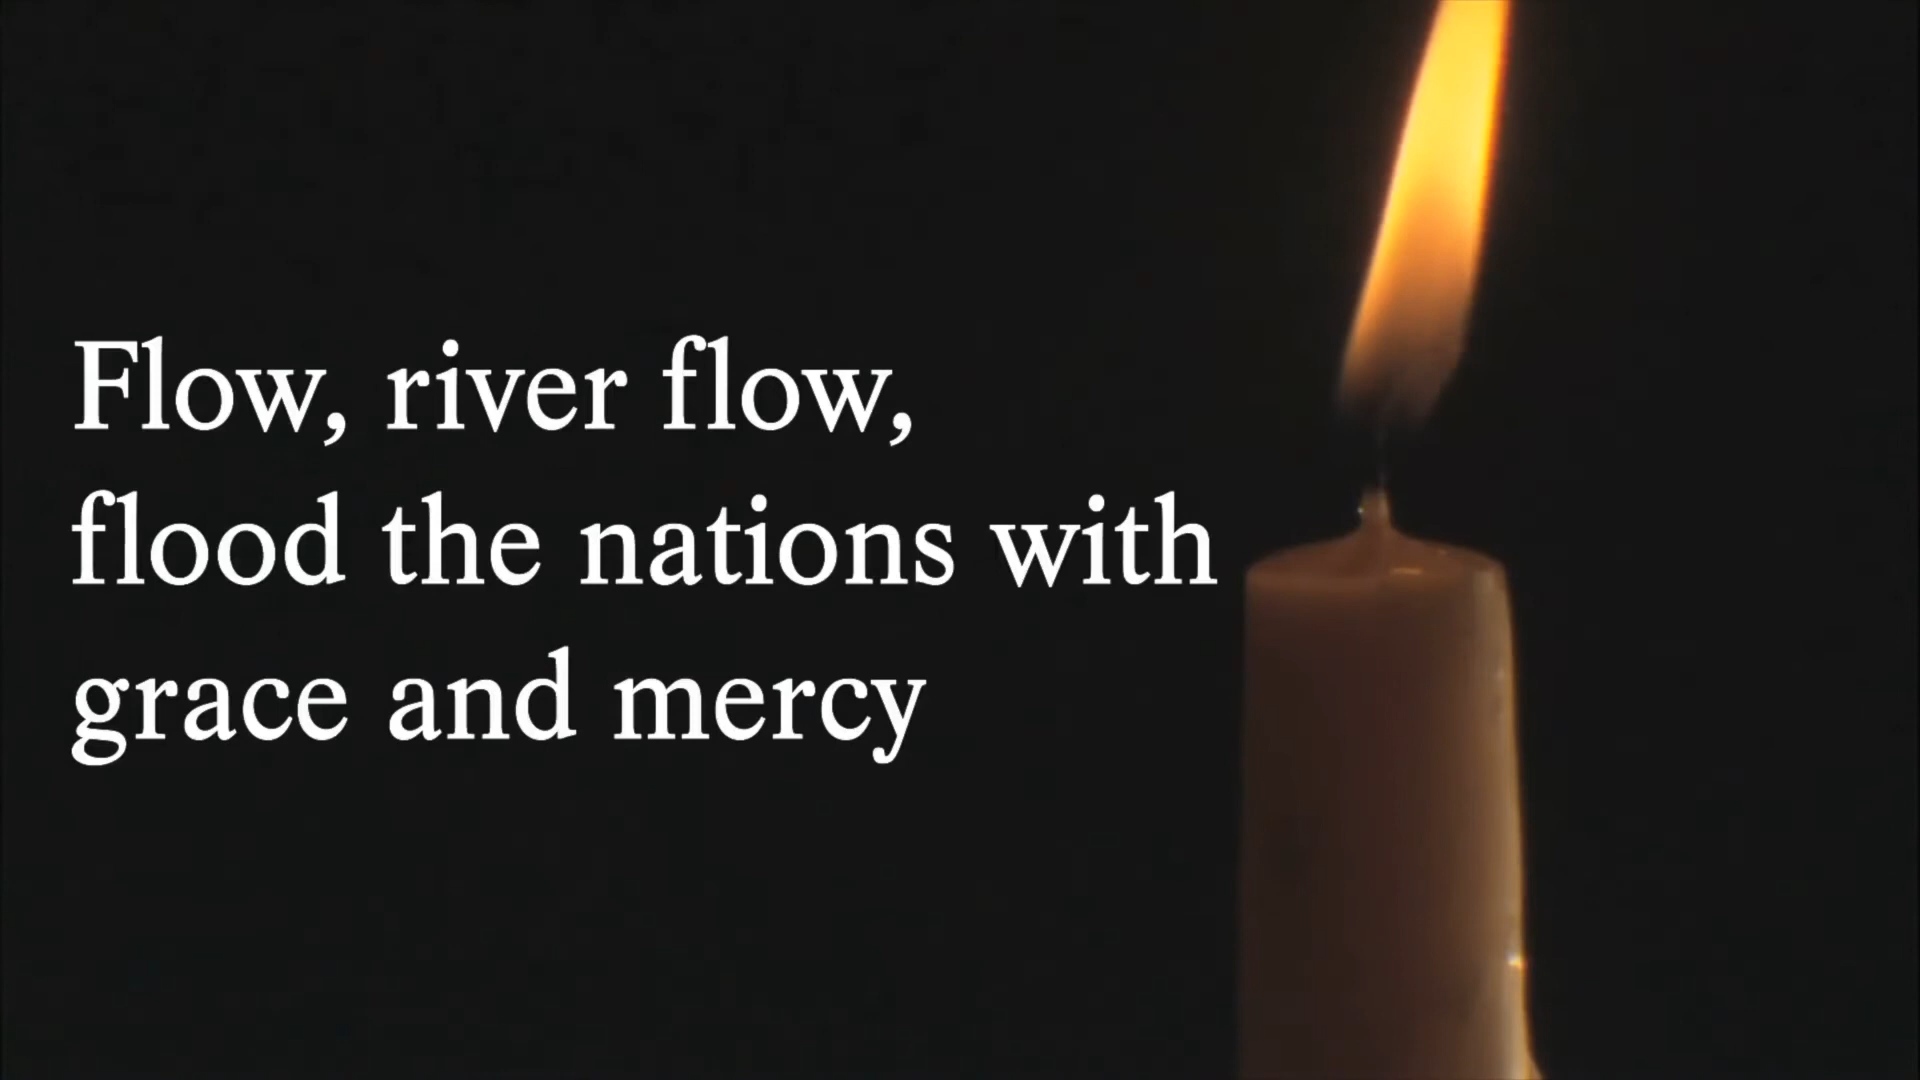 Flow, river flow,
flood the nations with
grace and mercy